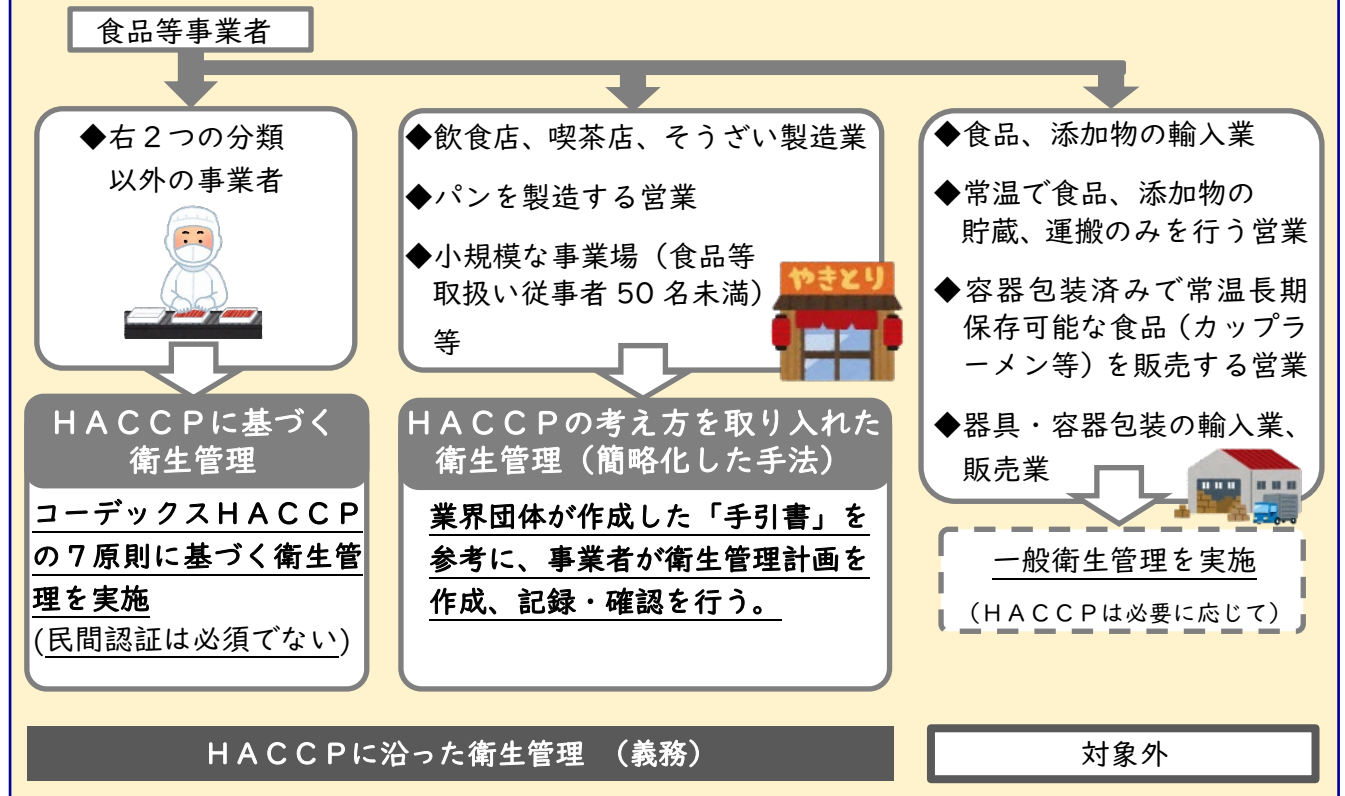 食品等事業者
◆右２つの分類
以外の事業者
ＨＡＣＣＰに基づく
衛生管理
コーデックスＨＡＣＣＰ
の７原則に基づく衛生管
理を実施
(民間認証は必須でない)
◆飲食店、喫茶店、そうざい製造業
◆パンを製造する営業
◆小規模な事業場（食品等
取扱い従事者 50 名未満）
等
やきとり
ＨＡＣＣＰの考え方を取り入れた
衛生管理（簡略化した手法）
業界団体が作成した「手引書」を
参考に、事業者が衛生管理計画を
作成、記録・確認を行う。
◆食品、添加物の輸入業
◆常温で食品、添加物の
貯蔵、運搬のみを行う営業
◆容器包装済みで常温長期
保存可能な食品（カップラ
ーメン等）を販売する営業
◆器具・容器包装の輸入業、
販売業
一般衛生管理を実施
（ＨＡＣＣＰは必要に応じて）
ＨＡＣＣＰに沿った衛生管理　（義務）
対象外